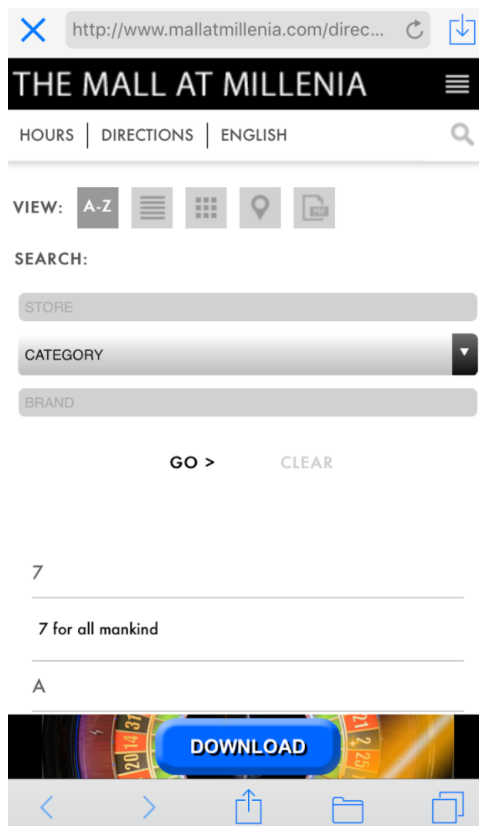 http://www.mallatmillenia.com/direc...
THE MALL AT MILLENIA
HOURS | DIRECTIONS | ENGLISH
VIEW: A-Z
SEARCH:
STORE
CATEGORY
BRAND
GO > CLEAR
7
7 for all mankind
A
DOWNLOAD